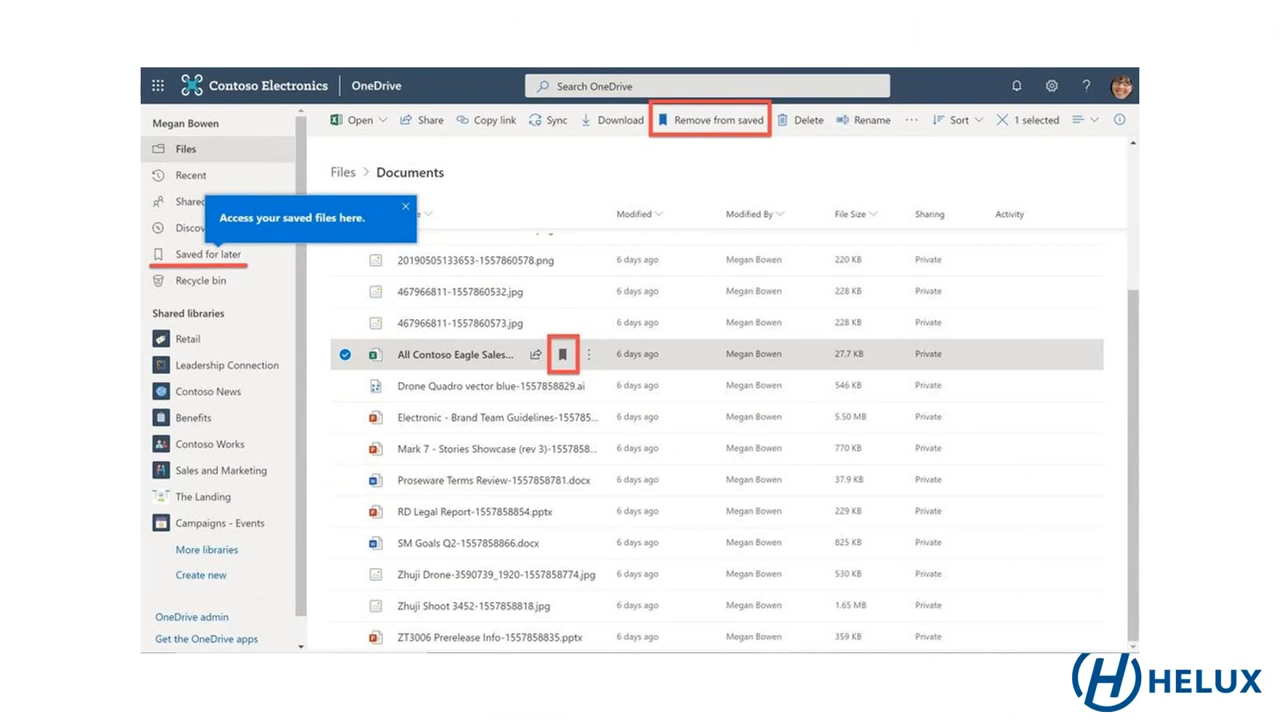 Contoso Electronics OneDrive Search OneDrive ?
Megan Bowen Open Share Copy link Sync Download Remove from saved Delete Rename ... Sort 1 selected
Files
Recent
Files > Documents
Shared
Access your saved files here.
Modified Modified By File Size Sharing Activity
Discov
Saved for later
Recycle bin
20190505133653-1557860578.png 6 days ago Megan Bowen 220 KB Private
467966811-1557860532.jpg 6 days ago Megan Bowen 228 KB Private
467966811-1557860573.jpg 6 days ago Megan Bowen 228 KB Private
All Contoso Eagle Sales... 6 days ago Megan Bowen 27.7 KB Private
Drone Quadro vector blue-1557858829.ai 6 days ago Megan Bowen 546 KB Private
Electronic - Brand Team Guidelines-155785... 6 days ago Megan Bowen 5.50 MB Private
Mark 7 - Stories Showcase (rev 3)-1557858... 6 days ago Megan Bowen 770 KB Private
Proseware Terms Review-1557858781.docx 6 days ago Megan Bowen 37.9 KB Private
RD Legal Report-1557858854.pptx 6 days ago Megan Bowen 229 KB Private
SM Goals Q2-1557858866.docx 6 days ago Megan Bowen 825 KB Private
Zhuji Drone-3590739_1920-1557858774.jpg 6 days ago Megan Bowen 530 KB Private
Zhuji Shoot 3452-1557858818.jpg 6 days ago Megan Bowen 1.65 MB Private
ZT3006 Prerelease Info-1557858835.pptx 6 days ago Megan Bowen 359 KB Private
Shared libraries
Retail
Leadership Connection
Contoso News
Benefits
Contoso Works
Sales and Marketing
The Landing
Campaigns - Events
More libraries
Create new
OneDrive admin
Get the OneDrive apps
H HELUX